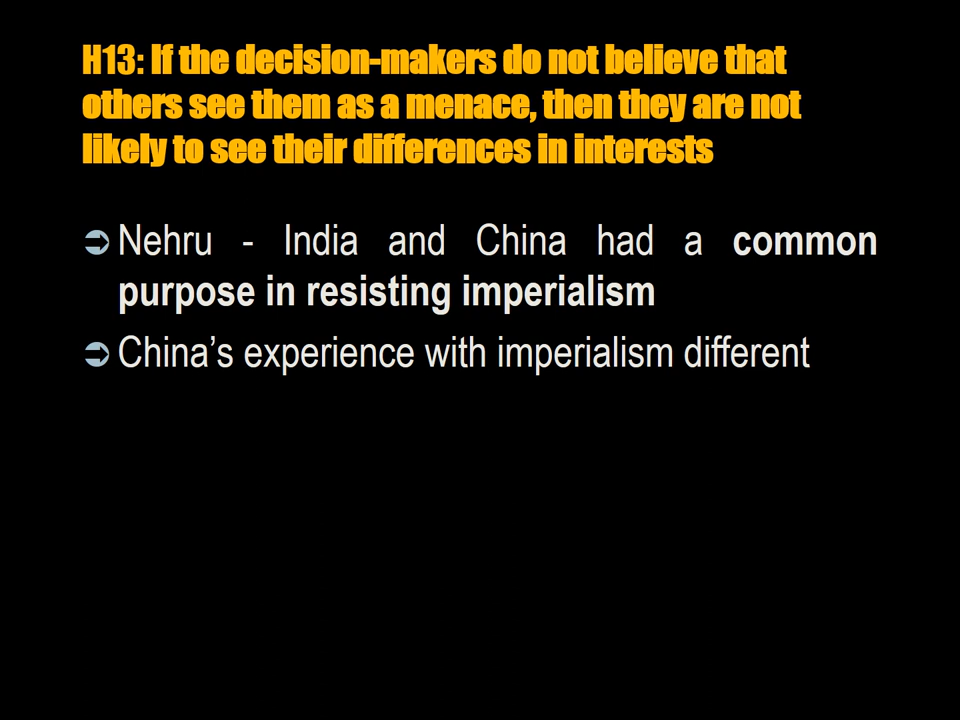 H13: If the decision-makers do not believe that
others see them as a menace, then they are not
likely to see their differences in interests
Nehru - India and China had a common
purpose in resisting imperialism
China’s experience with imperialism different